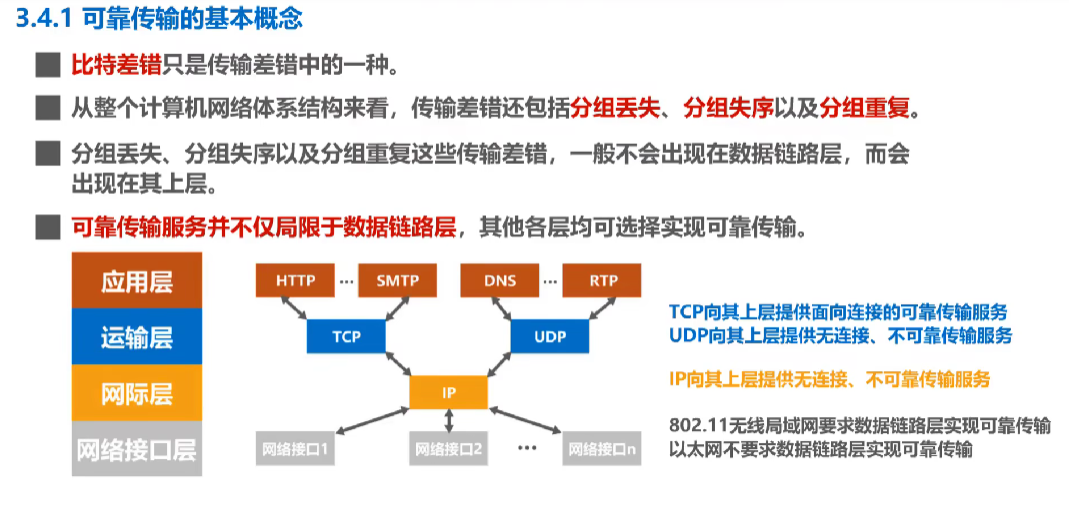 3.4.1 可靠传输的基本概念
比特差错只是传输差错中的一种。
从整个计算机网络体系结构来看，传输差错还包括分组丢失、分组失序以及分组重复。
分组丢失、分组失序以及分组重复这些传输差错，一般不会出现在数据链路层，而会
出现在其上层。
可靠传输服务并不仅局限于数据链路层，其他各层均可选择实现可靠传输。
应用层
HTTP ··· SMTP
DNS ··· RTP
运输层
TCP
UDP
TCP向其上层提供面向连接的可靠传输服务
UDP向其上层提供无连接、不可靠传输服务
网际层
IP
IP向其上层提供无连接、不可靠传输服务
网络接口层
网络接口1
网络接口2
···
网络接口n
802.11无线局域网要求数据链路层实现可靠传输
以太网不要求数据链路层实现可靠传输